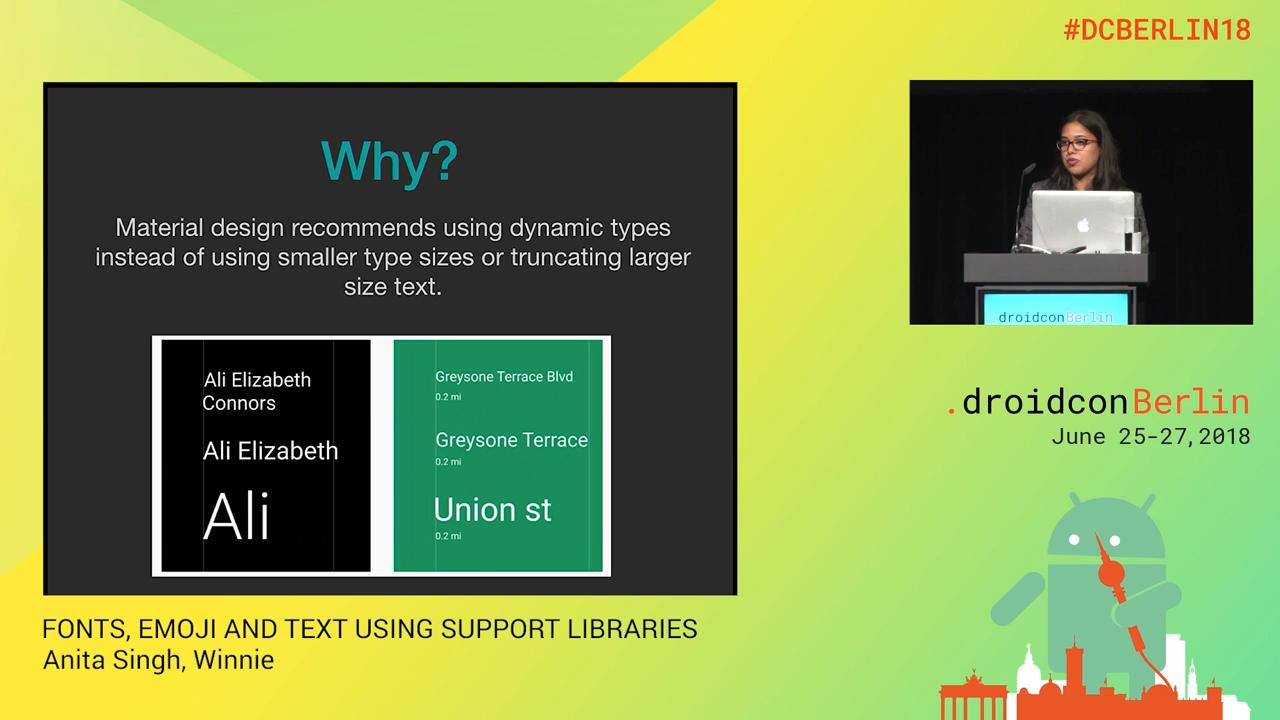 #DCBERLIN18
Why?
Material design recommends using dynamic types
instead of using smaller type sizes or truncating larger
size text.
Ali Elizabeth
Connors
Ali Elizabeth
Ali
Greysone Terrace Blvd
0.2 mi
Greysone Terrace
0.2 mi
Union st
0.2 mi
droidconBerlin
.droidconBerlin
June 25-27, 2018
FONTS, EMOJI AND TEXT USING SUPPORT LIBRARIES
Anita Singh, Winnie